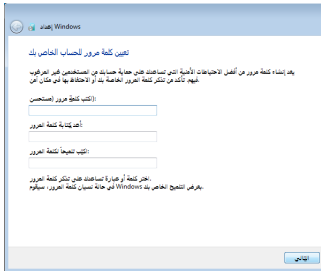 إعداد Windows
تعيين كلمة مرور للحساب الخاص بك
يعد إنشاء كلمة مرور من أفضل الاحتياطات الأمنية التي تساعدك على حماية حسابك من المستخدمين غير المرغوب
فيهم. تأكد من تذكر كلمة المرور الخاصة بك أو الاحتفاظ بها في مكان آمن.
اكتب كلمة مرور (مستحسن):
أعد كتابة كلمة المرور:
اكتب تلميحاً لكلمة المرور:
اختر كلمة أو عبارة تساعدك على تذكر كلمة المرور.
في حالة نسيان كلمة المرور، سيقوم Windows بعرض التلميح الخاص بك.
التالي